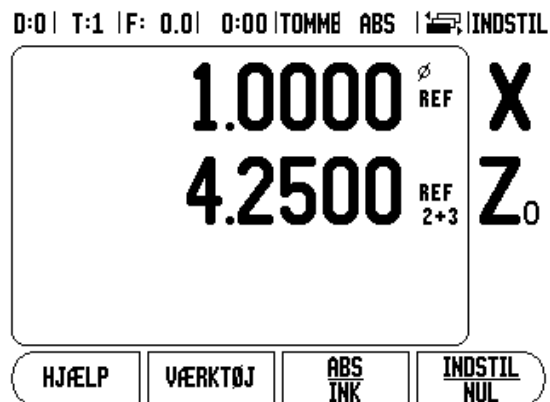 D:0 | T:1 | F: 0.0 | 0:00 | TOMME ABS | INDSTIL
1.0000 ø REF X
4.2500 REF 2+3 Z0
HJÆLP VÆRKTØJ ABS INK INDSTIL NUL